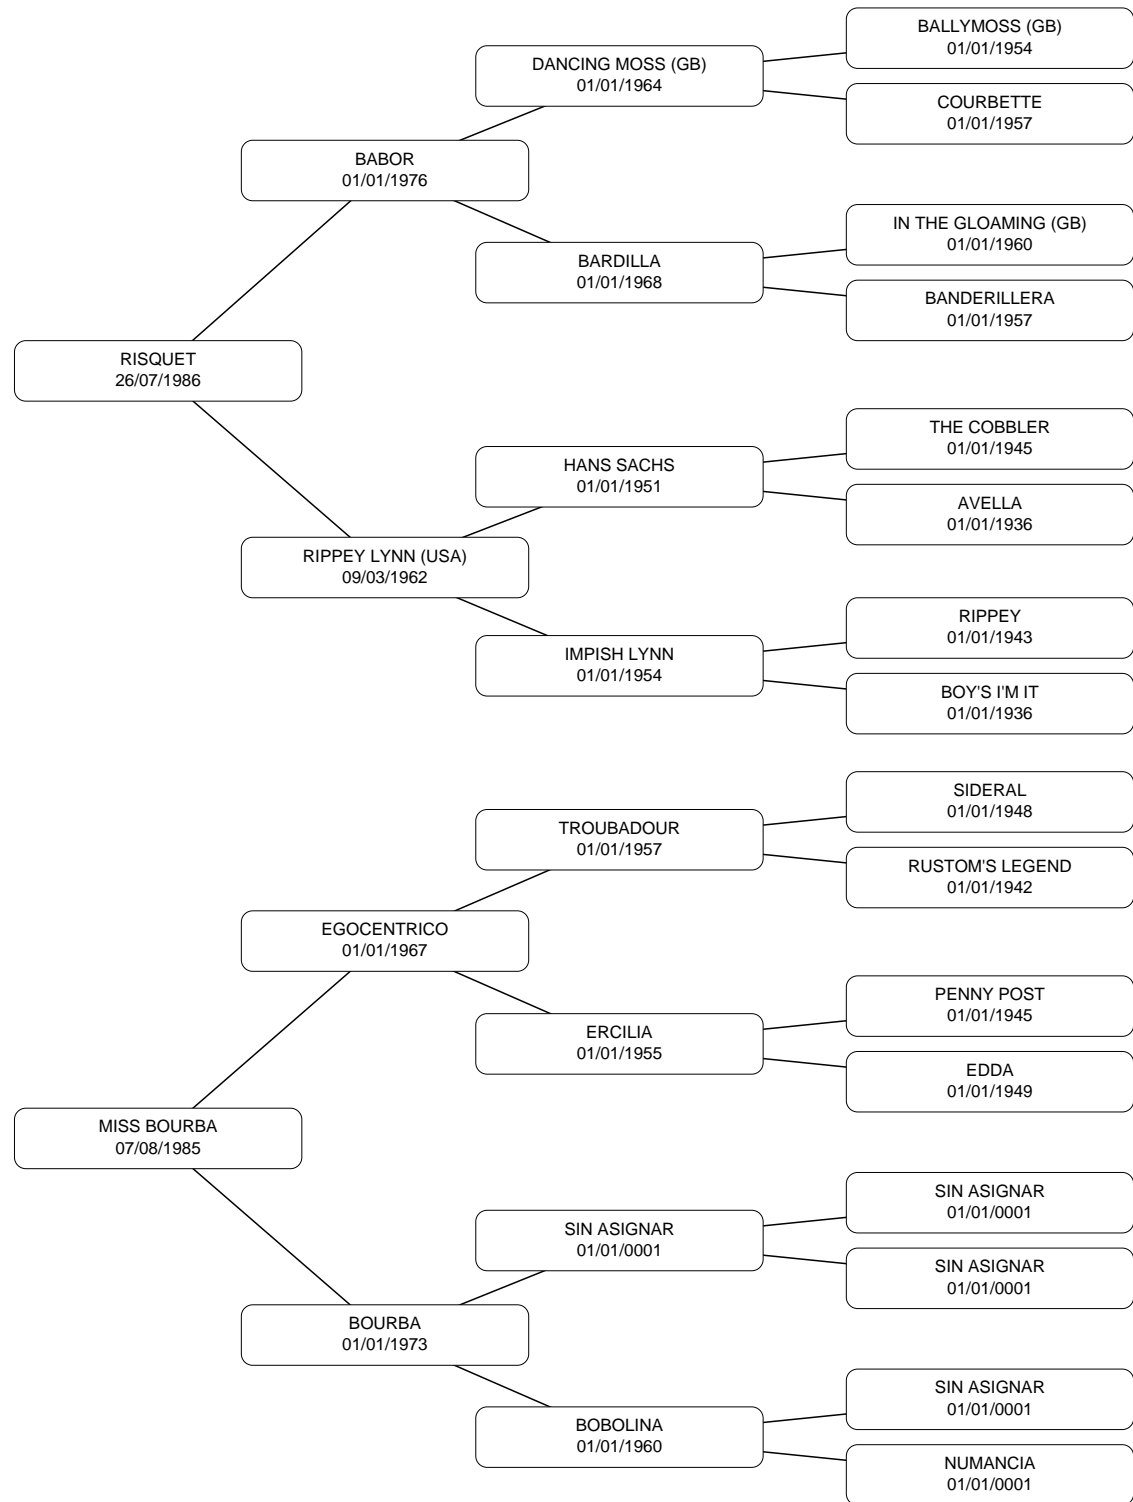 BALLYMOSS (GB)
01/01/1954
DANCING MOSS (GB)
01/01/1964
COURBETTE
01/01/1957
BABOR
01/01/1976
IN THE GLOAMING (GB)
01/01/1960
BARDILLA
01/01/1968
BANDERILLERA
01/01/1957
RISQUET
26/07/1986
THE COBBLER
01/01/1945
HANS SACHS
01/01/1951
AVELLA
01/01/1936
RIPPEY LYNN (USA)
09/03/1962
RIPPEY
01/01/1943
IMPISH LYNN
01/01/1954
BOY'S I'M IT
01/01/1936
SIDERAL
01/01/1948
TROUBADOUR
01/01/1957
RUSTOM'S LEGEND
01/01/1942
EGOCENTRICO
01/01/1967
PENNY POST
01/01/1945
ERCILIA
01/01/1955
EDDA
01/01/1949
MISS BOURBA
07/08/1985
SIN ASIGNAR
01/01/0001
SIN ASIGNAR
01/01/0001
SIN ASIGNAR
01/01/0001
BOURBA
01/01/1973
SIN ASIGNAR
01/01/0001
BOBOLINA
01/01/1960
NUMANCIA
01/01/0001